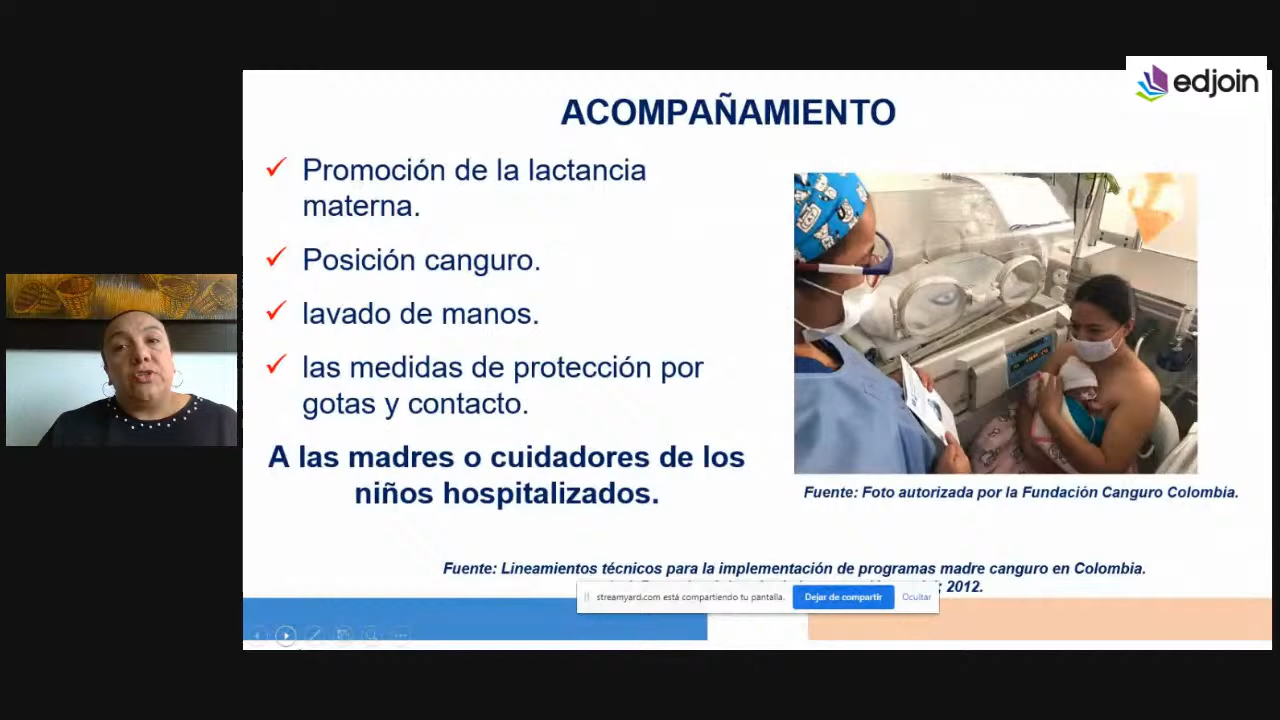 edjoin
ACOMPAÑAMIENTO
Promoción de la lactancia
materna.
Posición canguro.
lavado de manos.
las medidas de protección por
gotas y contacto.
A las madres o cuidadores de los
niños hospitalizados.
Fuente: Foto autorizada por la Fundación Canguro Colombia.
Fuente: Lineamientos técnicos para la implementación de programas madre canguro en Colombia.
2012.
streamyard.com está compartiendo tu pantalla.
Dejar de compartir
Ocultar